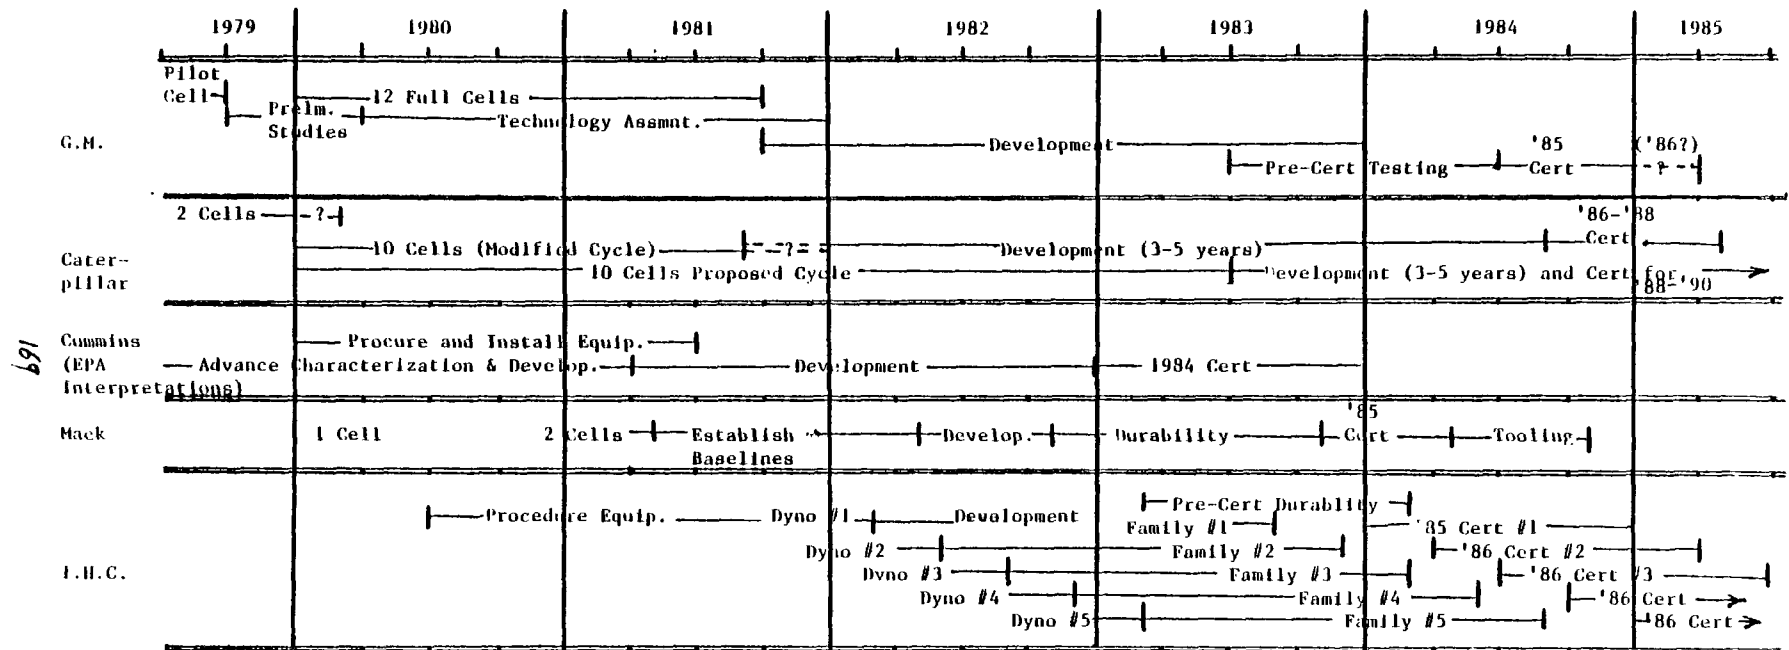 1979 1980 1981 1982 1983 1984 1985
Pilot
Cell
12 Full Cells
Prelm.
Studies
Technology Assmnt.
G.M.
Development
'85
('86?)
Pre-Cert Testing
Cert
?
2 Cells
?
'86-'88
Cert
10 Cells (Modified Cycle)
?
Development (3-5 years)
Cater-
pillar
10 Cells Proposed Cycle
Development (3-5 years) and Cert for
'88-'90
Cummins
(EPA
Interpretations)
Procure and Install Equip.
Advance Characterization & Develop.
Development
1984 Cert
169
Mack
1 Cell
2 Cells
Establish
Baselines
Develop.
Durability
'85
Cert
Tooling
Pre-Cert Durablity
Procedure Equip.
Dyno #1
Development
Family #1
'85 Cert #1
Dyno #2
Family #2
'86 Cert #2
I.H.C.
Dyno #3
Family #3
'86 Cert #3
Dyno #4
Family #4
'86 Cert
Dyno #5
Family #5
'86 Cert